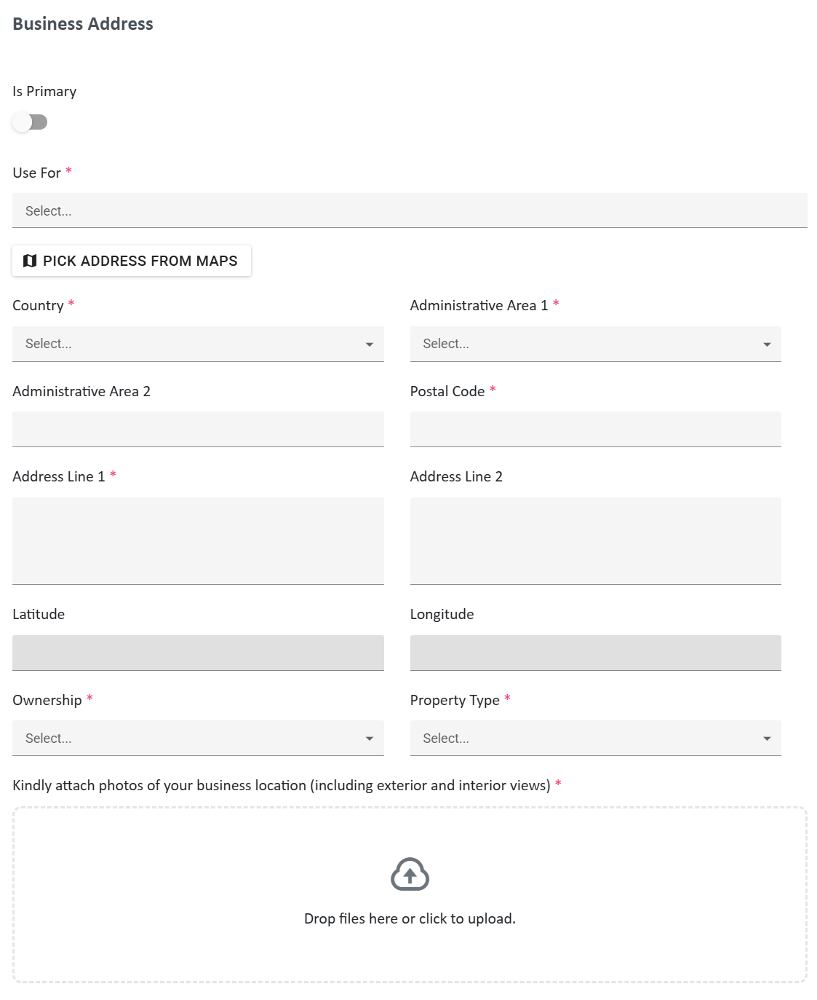 Business Address
Is Primary
Use For *
Select...
PICK ADDRESS FROM MAPS
Country *
Administrative Area 1 *
Select...
Select...
Administrative Area 2
Postal Code *
Address Line 1 *
Address Line 2
Latitude
Longitude
Ownership *
Property Type *
Select...
Select...
Kindly attach photos of your business location (including exterior and interior views) *
Drop files here or click to upload.